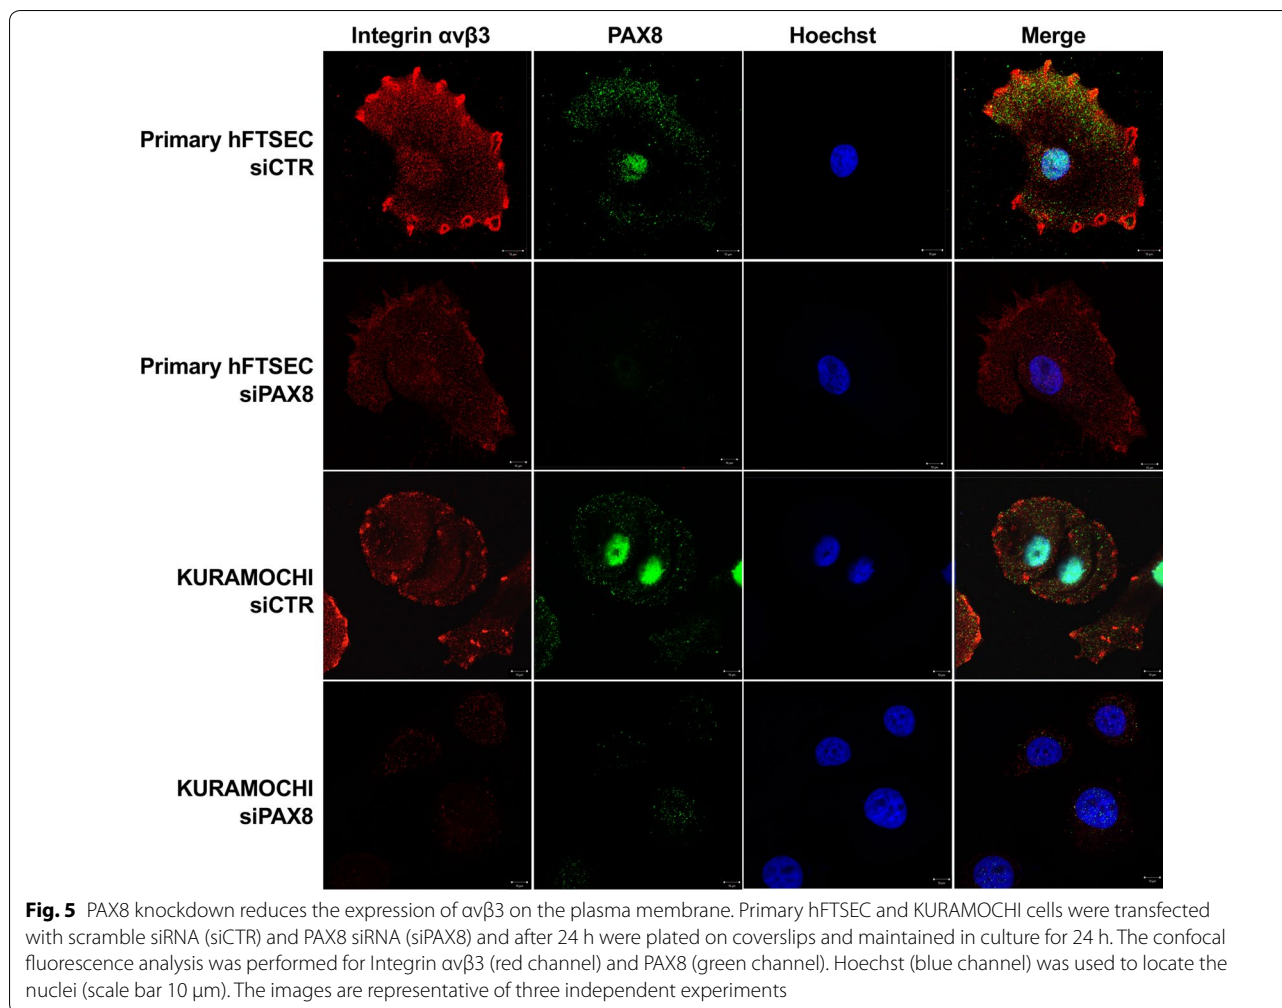 Integrin αvβ3 PAX8 Hoechst Merge
Primary hFTSEC
siCTR
Primary hFTSEC
siPAX8
KURAMOCHI
siCTR
KURAMOCHI
siPAX8
Fig. 5 PAX8 knockdown reduces the expression of αvβ3 on the plasma membrane. Primary hFTSEC and KURAMOCHI cells were transfected
with scramble siRNA (siCTR) and PAX8 siRNA (siPAX8) and after 24 h were plated on coverslips and maintained in culture for 24 h. The confocal
fluorescence analysis was performed for Integrin αvβ3 (red channel) and PAX8 (green channel). Hoechst (blue channel) was used to locate the
nuclei (scale bar 10 μm). The images are representative of three independent experiments